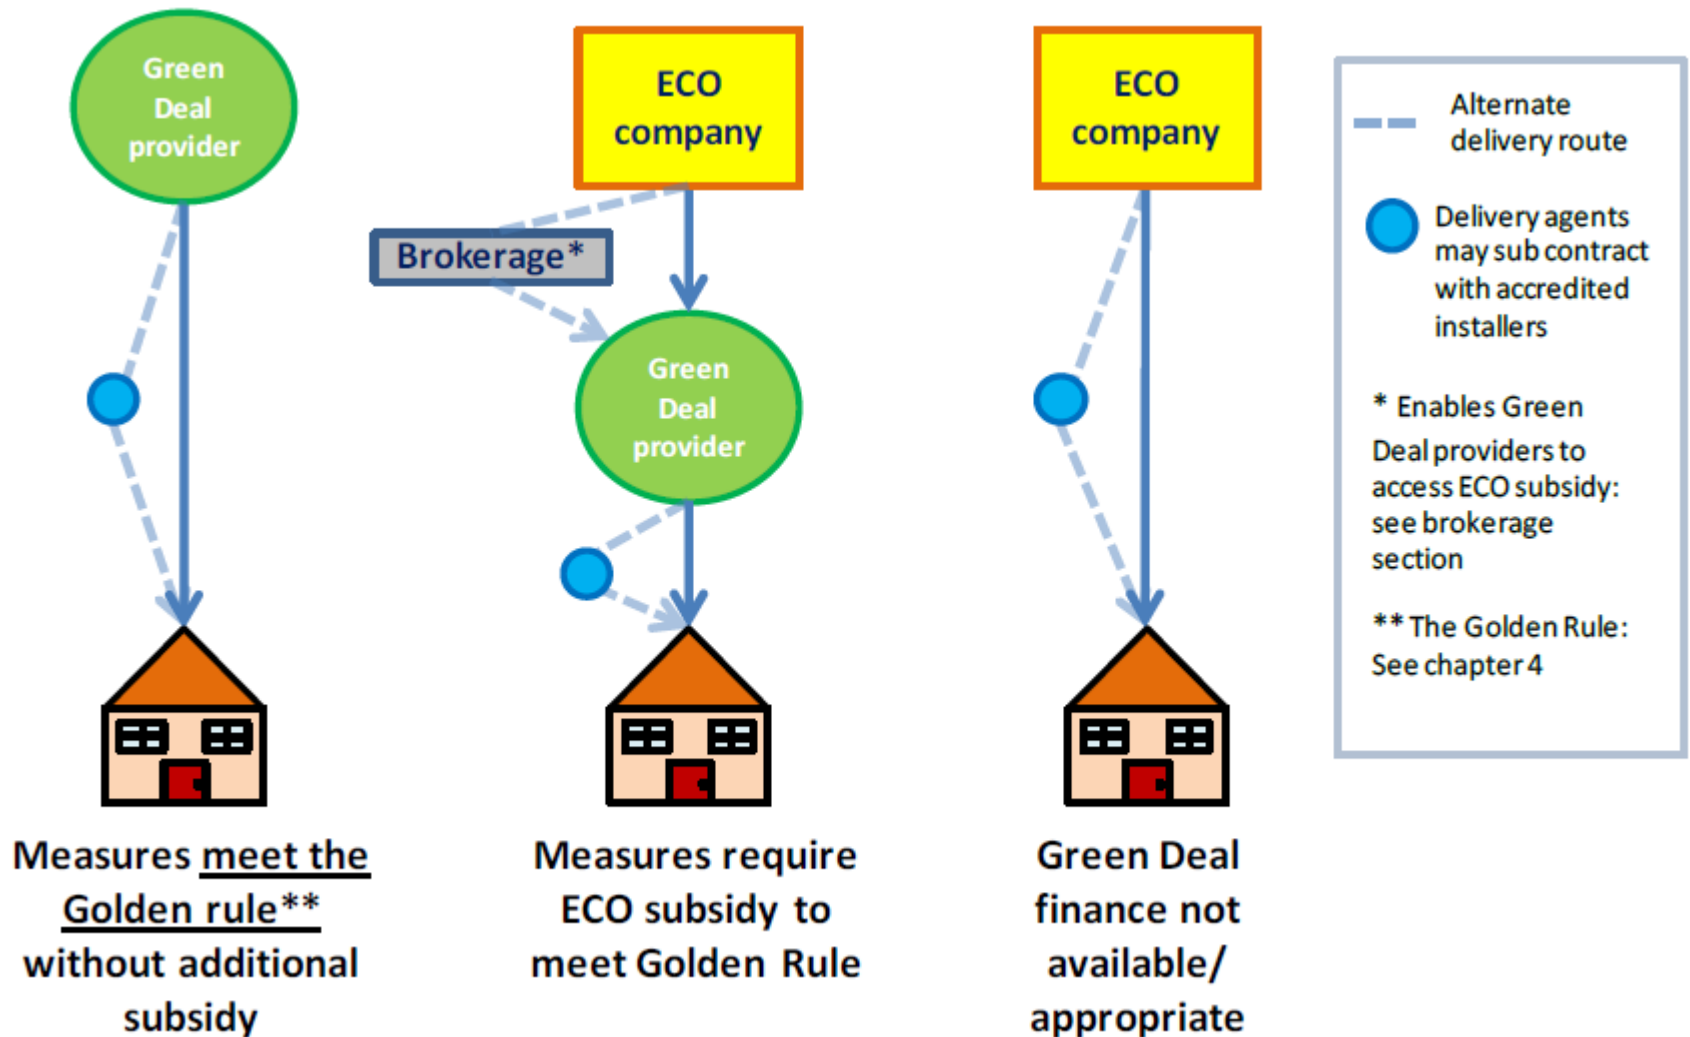 Green
Deal
provider
ECO
company
Brokerage*
Green
Deal
provider
ECO
company
Measures meet the
Golden rule**
without additional
subsidy
Measures require
ECO subsidy to
meet Golden Rule
Green Deal
finance not
available/
appropriate
Alternate
delivery route
Delivery agents
may sub contract
with accredited
installers
* Enables Green
Deal providers to
access ECO subsidy:
see brokerage
section
** The Golden Rule:
See chapter 4